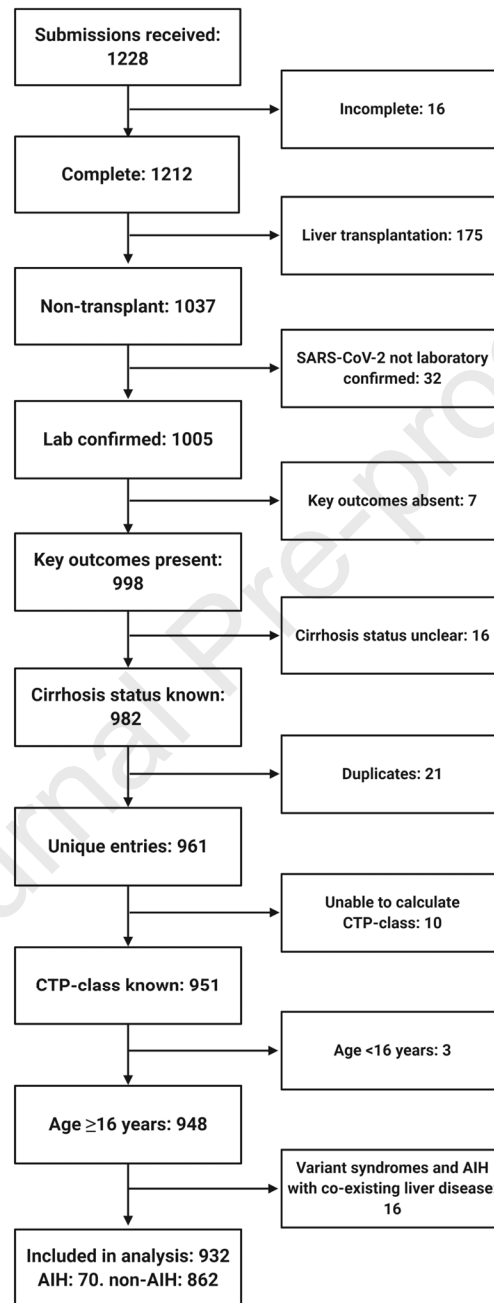 Submissions received:
1228
Incomplete: 16
Complete: 1212
Liver transplantation: 175
Non-transplant: 1037
SARS-CoV-2 not laboratory
confirmed: 32
Lab confirmed: 1005
Key outcomes absent: 7
Key outcomes present:
998
Cirrhosis status unclear: 16
Cirrhosis status known:
982
Duplicates: 21
Unique entries: 961
Unable to calculate
CTP-class: 10
CTP-class known: 951
Age <16 years: 3
Age ≥16 years: 948
Variant syndromes and AIH
with co-existing liver disease:
16
Included in analysis: 932
AIH: 70. non-AIH: 862
urnal Pre-pro